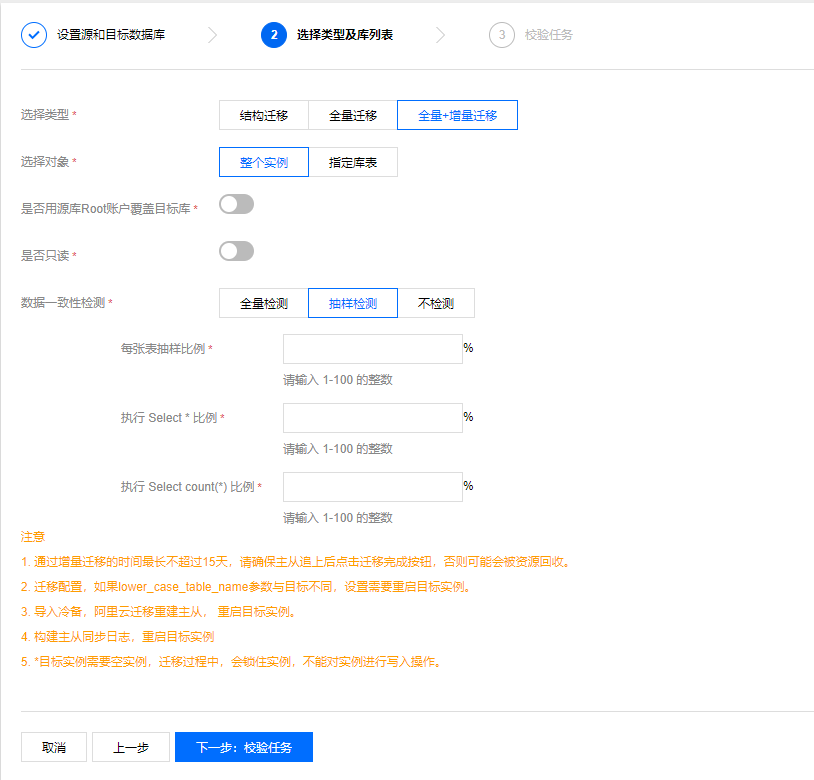 设置源和目标数据库 2 选择类型及库列表 3 校验任务
选择类型 * 结构迁移 全量迁移 全量+增量迁移
选择对象 * 整个实例 指定库表
是否用源库Root账户覆盖目标库 *
是否只读 *
数据一致性检测 * 全量检测 抽样检测 不检测
每张表抽样比例 * %
请输入 1-100 的整数
执行 Select * 比例 * %
请输入 1-100 的整数
执行 Select count(*) 比例 * %
请输入 1-100 的整数
注意
1. 通过增量迁移的时间最长不超过15天，请确保主从追上后点击迁移完成按钮，否则可能会被资源回收。
2. 迁移配置，如果lower_case_table_name参数与目标不同，设置需要重启目标实例。
3. 导入冷备，阿里云迁移重建主从， 重启目标实例。
4. 构建主从同步日志，重启目标实例
5. *目标实例需要空实例，迁移过程中，会锁住实例，不能对实例进行写入操作。
取消 上一步 下一步：校验任务